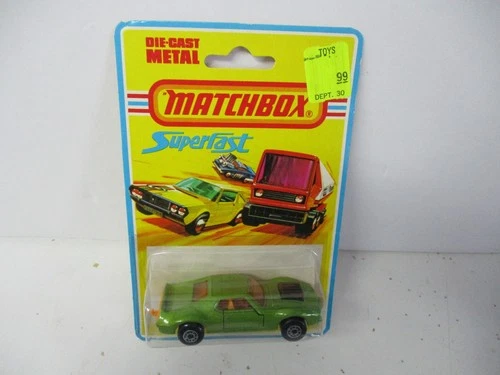 DIE-CAST
METAL
TOYS
99
DEPT. 30
MATCHBOX®
Superfast